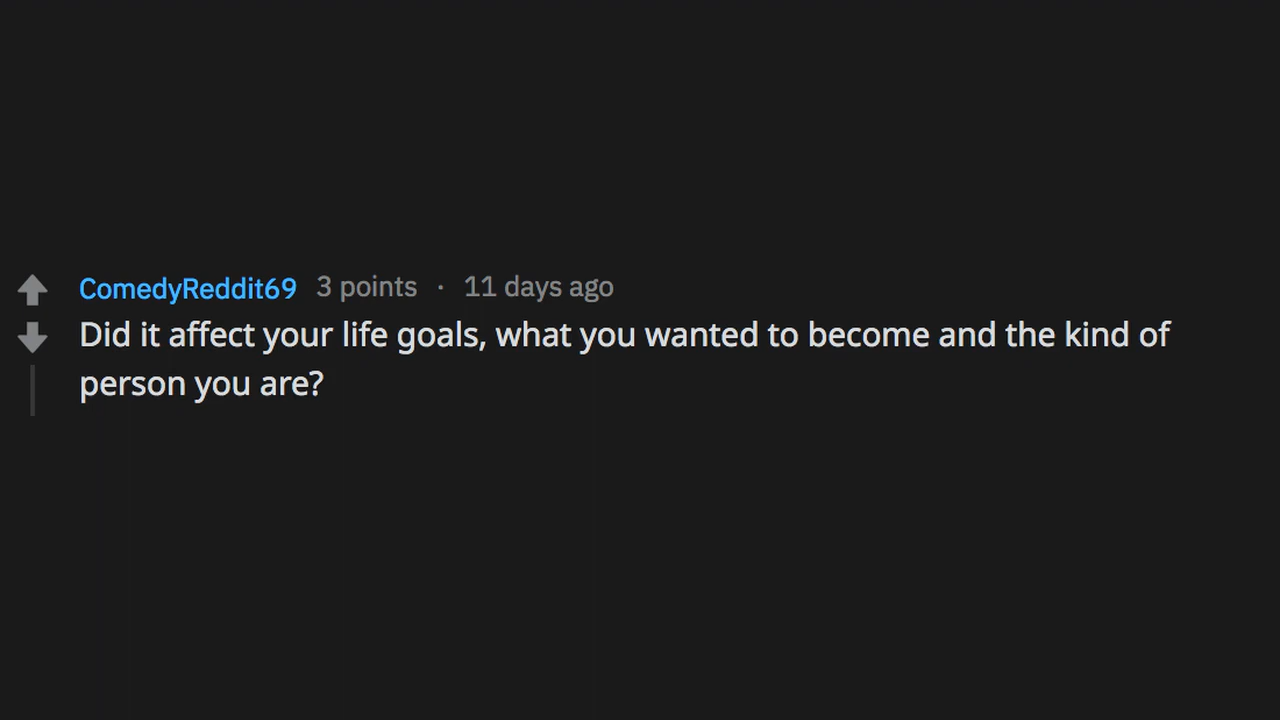 ComedyReddit69 3 points · 11 days ago
Did it affect your life goals, what you wanted to become and the kind of
person you are?